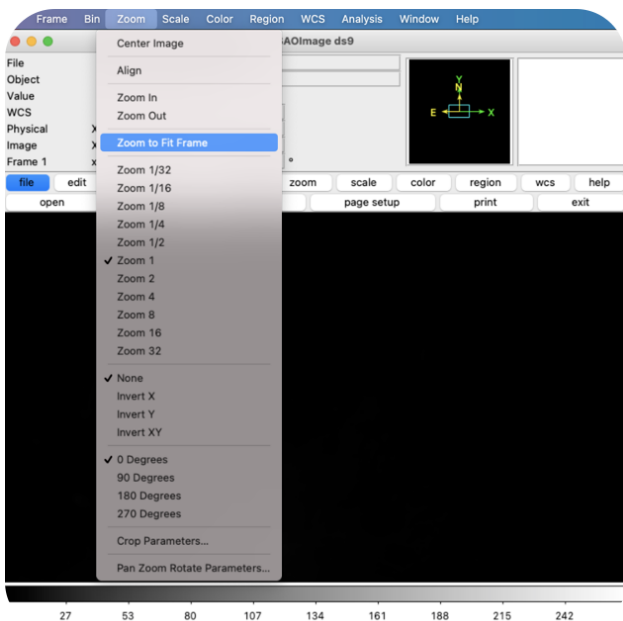 Frame Bin Zoom Scale Color Region WCS Analysis Window Help
AOImage ds9
File
Object
Value
WCS
Physical X
Image X
Frame 1 x °
Center Image
Align
Zoom In
Zoom Out
Zoom to Fit Frame
Zoom 1/32
Zoom 1/16
Zoom 1/8
Zoom 1/4
Zoom 1/2
✓ Zoom 1
Zoom 2
Zoom 4
Zoom 8
Zoom 16
Zoom 32
✓ None
Invert X
Invert Y
Invert XY
✓ 0 Degrees
90 Degrees
180 Degrees
270 Degrees
Crop Parameters...
Pan Zoom Rotate Parameters...
Y
N
E X
file edit zoom scale color region wcs help
open page setup print exit
27 53 80 107 134 161 188 215 242